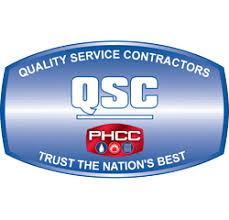 QUALITY SERVICE CONTRACTORS
QSC
PHCC
TRUST THE NATION'S BEST